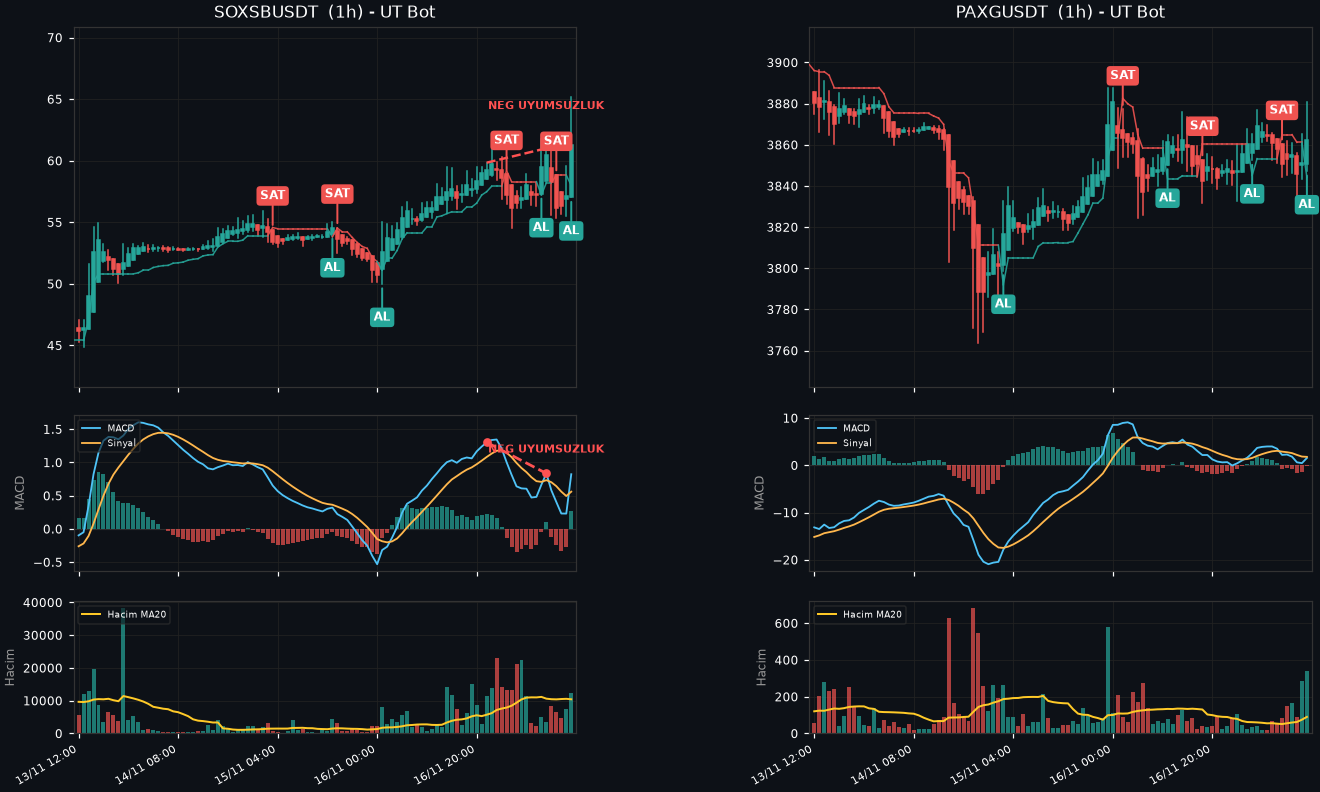 SOXSBUSDT (1h) - UT Bot
70
65
60
55
50
45
NEG UYUMSUZLUK
SAT
SAT
SAT
SAT
AL
AL
AL
AL
MACD
1.5
1.0
0.5
0.0
−0.5
MACD
Sinyal
NEG UYUMSUZLUK
Hacim
40000
30000
20000
10000
0
Hacim MA20
13/11 12:00
14/11 08:00
15/11 04:00
16/11 00:00
16/11 20:00
PAXGUSDT (1h) - UT Bot
3900
3880
3860
3840
3820
3800
3780
3760
SAT
SAT
SAT
AL
AL
AL
AL
MACD
10
0
−10
−20
MACD
Sinyal
Hacim
600
400
200
0
Hacim MA20
13/11 12:00
14/11 08:00
15/11 04:00
16/11 00:00
16/11 20:00